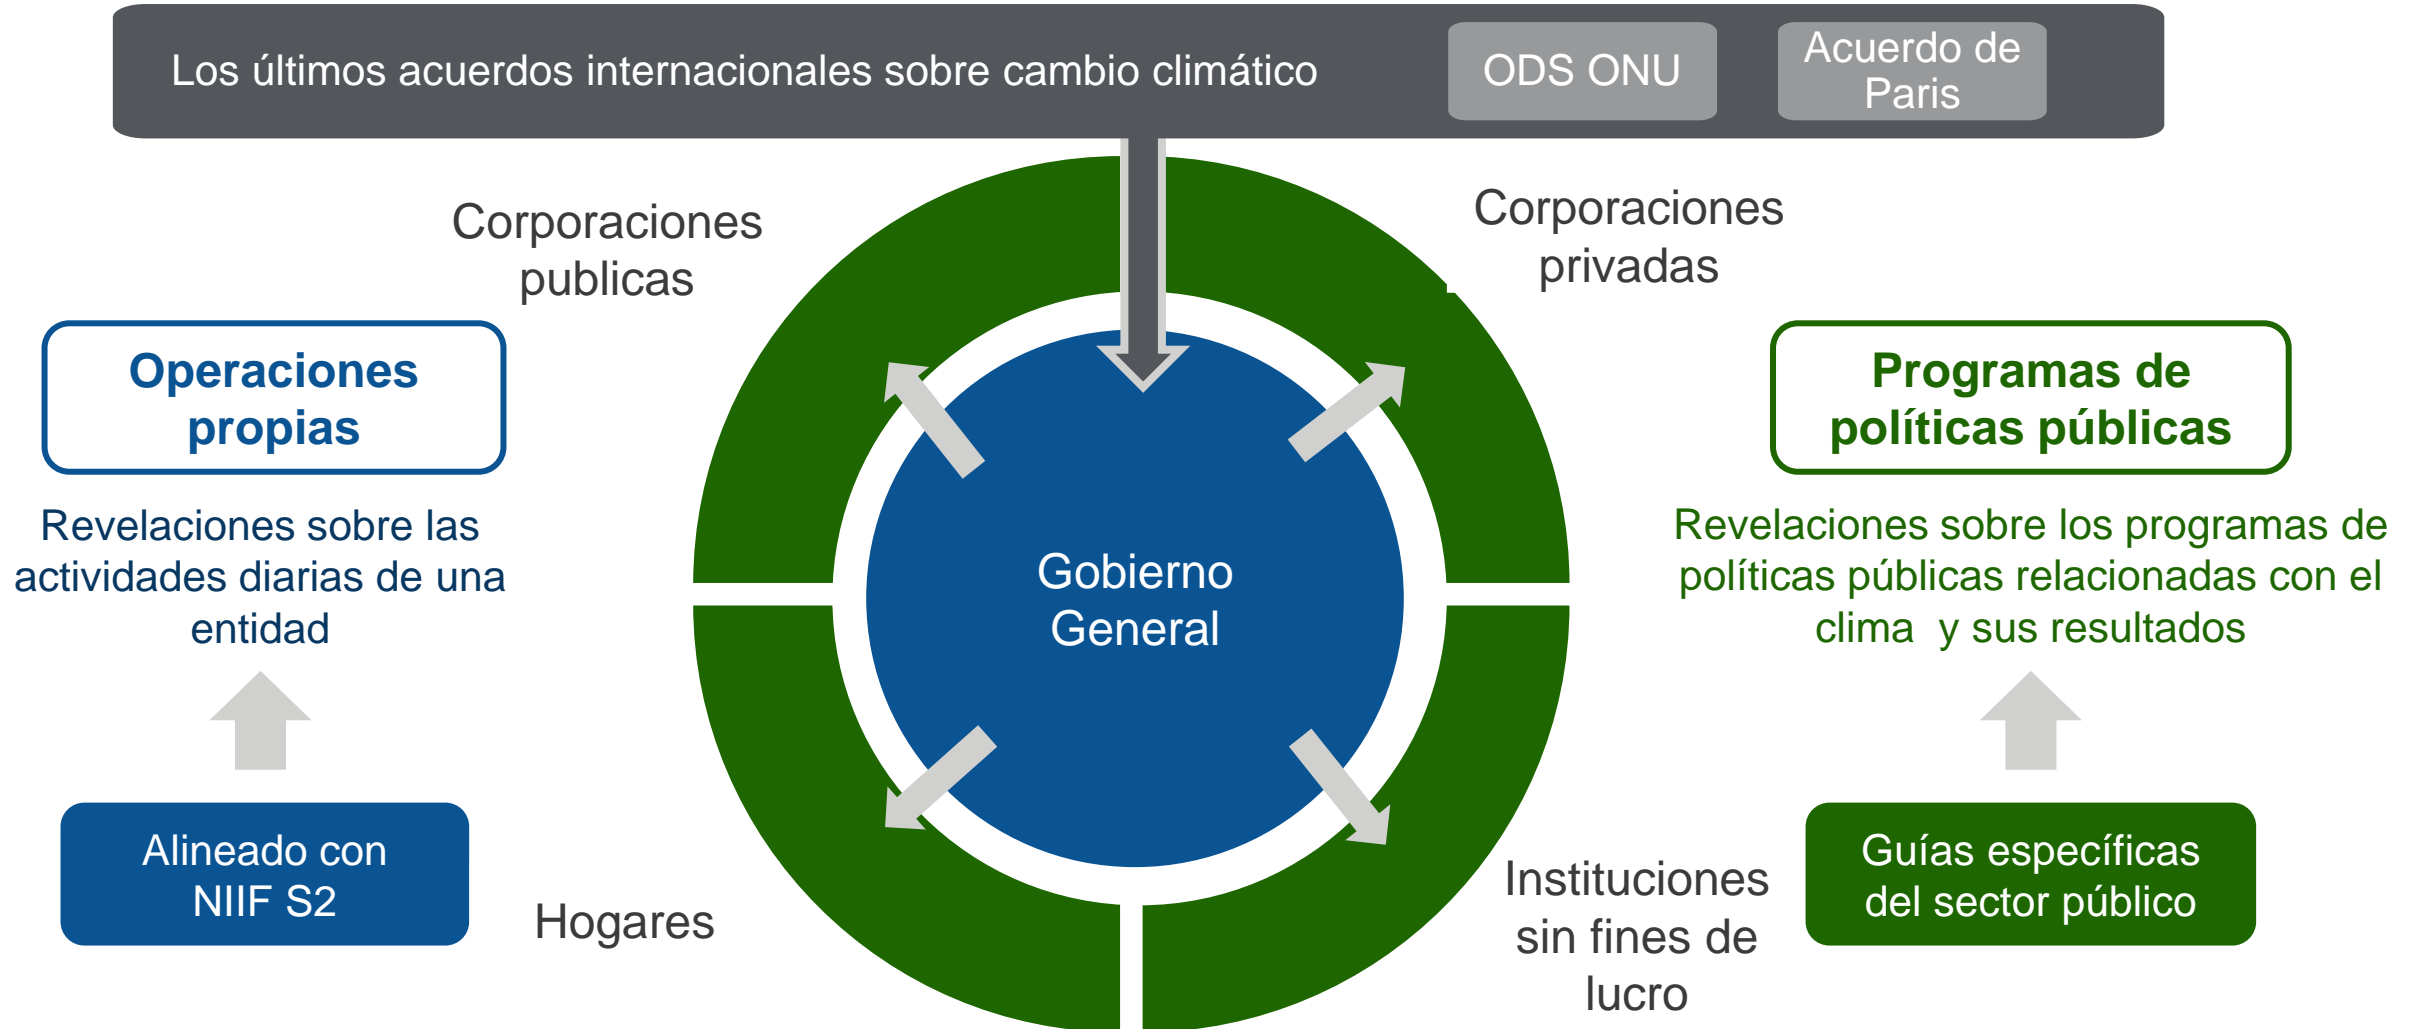 Los últimos acuerdos internacionales sobre cambio climático
ODS ONU
Acuerdo de
Paris
Corporaciones
publicas
Corporaciones
privadas
Operaciones
propias
Programas de
políticas públicas
Revelaciones sobre las
actividades diarias de una
entidad
Gobierno
General
Revelaciones sobre los programas de
políticas públicas relacionadas con el
clima y sus resultados
Alineado con
NIIF S2
Hogares
Instituciones
sin fines de
lucro
Guías específicas
del sector público